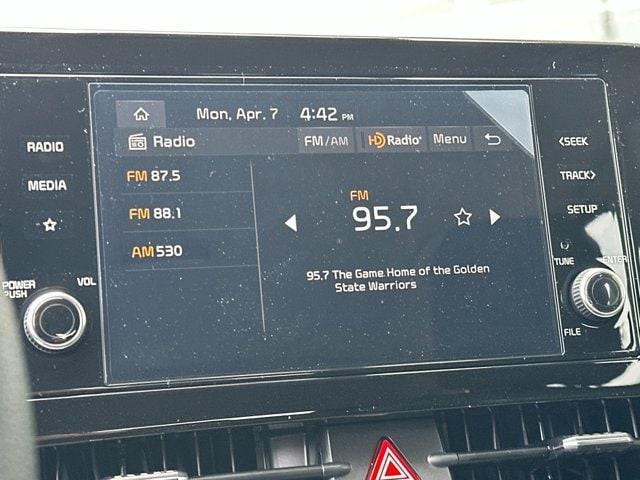 Mon, Apr. 7 4:42 PM
Radio FM/AM HD Radio Menu
RADIO
MEDIA
POWER
PUSH
VOL
FM 87.5
FM 88.1
AM 530
FM
95.7
95.7 The Game.Home of the Golden
State Warriors
<SEEK
TRACK>
SETUP
TUNE
ENTER
FILE